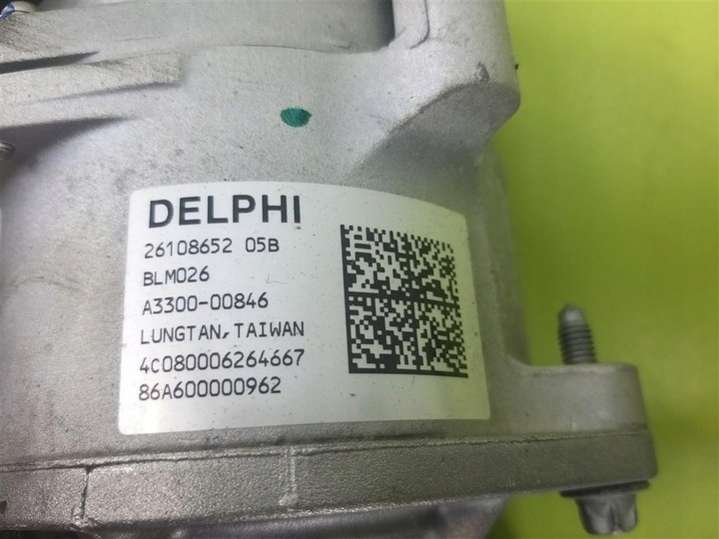 DELPHI
26108652 05B
BLM026
A3300-00846
LUNGTAN,TAIWAN
4C080006264667
86A600000962